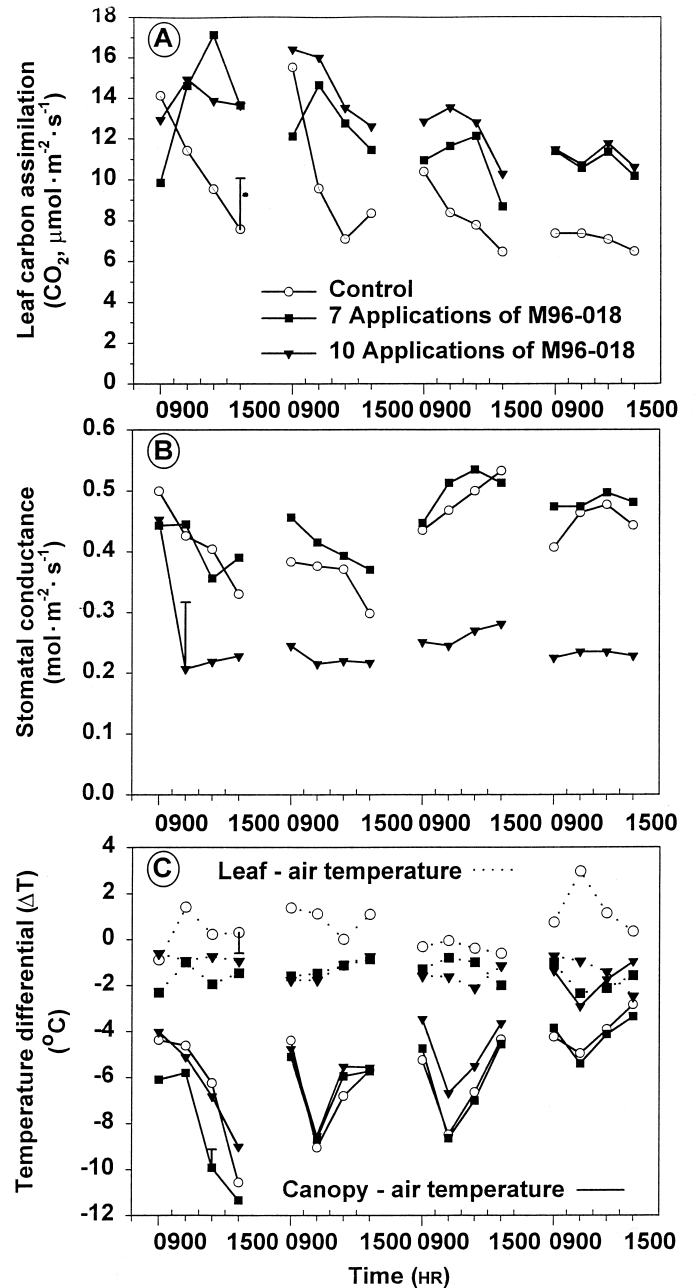 18
16
14
12
10
8
6
4
2
0
A
Leaf carbon assimilation
(CO2, μmol·m-2·s-1)
Control
7 Applications of M96-018
10 Applications of M96-018
0900 1500 0900 1500 0900 1500 0900 1500
0.6
0.5
0.4
0.3
0.2
0.1
0.0
B
Stomatal conductance
(mol·m-2·s-1)
0900 1500 0900 1500 0900 1500 0900 1500
4
2
0
-2
-4
-6
-8
-10
-12
C
Leaf - air temperature
Temperature differential (ΔT)
(°C)
Canopy - air temperature
0900 1500 0900 1500 0900 1500 0900 1500
Time (HR)